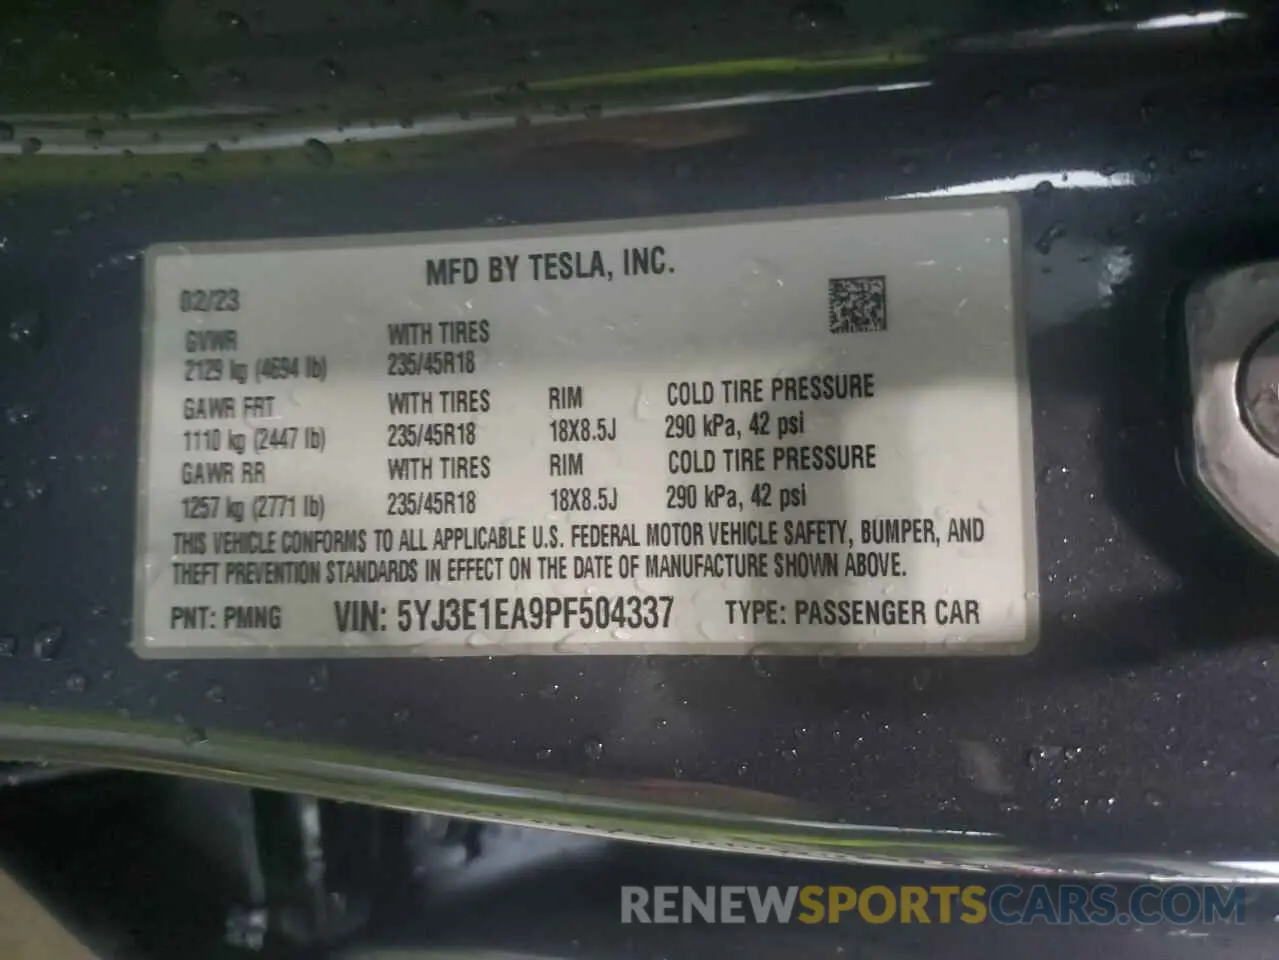 MFD BY TESLA, INC.
02/23
GVWR WITH TIRES
2129 kg (4694 lb) 235/45R18
GAWR FRT WITH TIRES RIM COLD TIRE PRESSURE
1110 kg (2447 lb) 235/45R18 18X8.5J 290 kPa, 42 psi
GAWR RR WITH TIRES RIM COLD TIRE PRESSURE
1257 kg (2771 lb) 235/45R18 18X8.5J 290 kPa, 42 psi
THIS VEHICLE CONFORMS TO ALL APPLICABLE U.S. FEDERAL MOTOR VEHICLE SAFETY, BUMPER, AND
THEFT PREVENTION STANDARDS IN EFFECT ON THE DATE OF MANUFACTURE SHOWN ABOVE.
PNT: PMNG VIN: 5YJ3E1EA9PF504337 TYPE: PASSENGER CAR
RENEWSPORTSCARS.COM